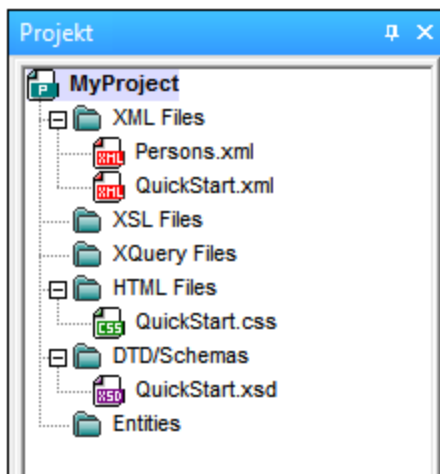 Projekt
MyProject
XML Files
Persons.xml
QuickStart.xml
XSL Files
XQuery Files
HTML Files
QuickStart.css
DTD/Schemas
QuickStart.xsd
Entities